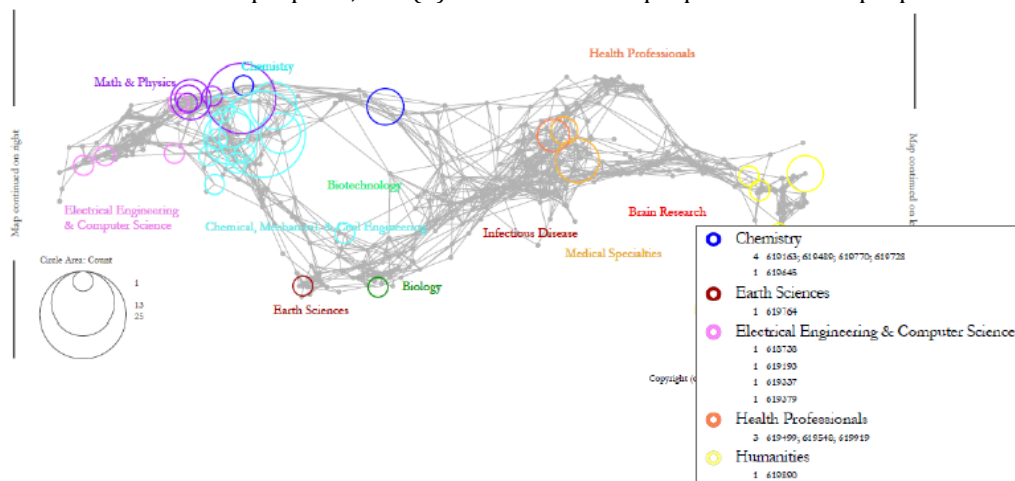 Health Professionals
Chemistry
Math & Physics
Map continued on right
Map continued on
Biotechnology
Electrical Engineering
& Computer Science
Chemical, Mechanical, & Civil Engineering
Brain Research
Infectious Disease
Medical Specialties
Circle Area: Count
1
13
25
Biology
Earth Sciences
Copyright (c
Chemistry
4 619163; 619489; 619770; 619728
1 619645
Earth Sciences
1 619764
Electrical Engineering & Computer Science
1 618738
1 619193
1 619337
1 619379
Health Professionals
3 619499; 619548; 619919
Humanities
1 619890